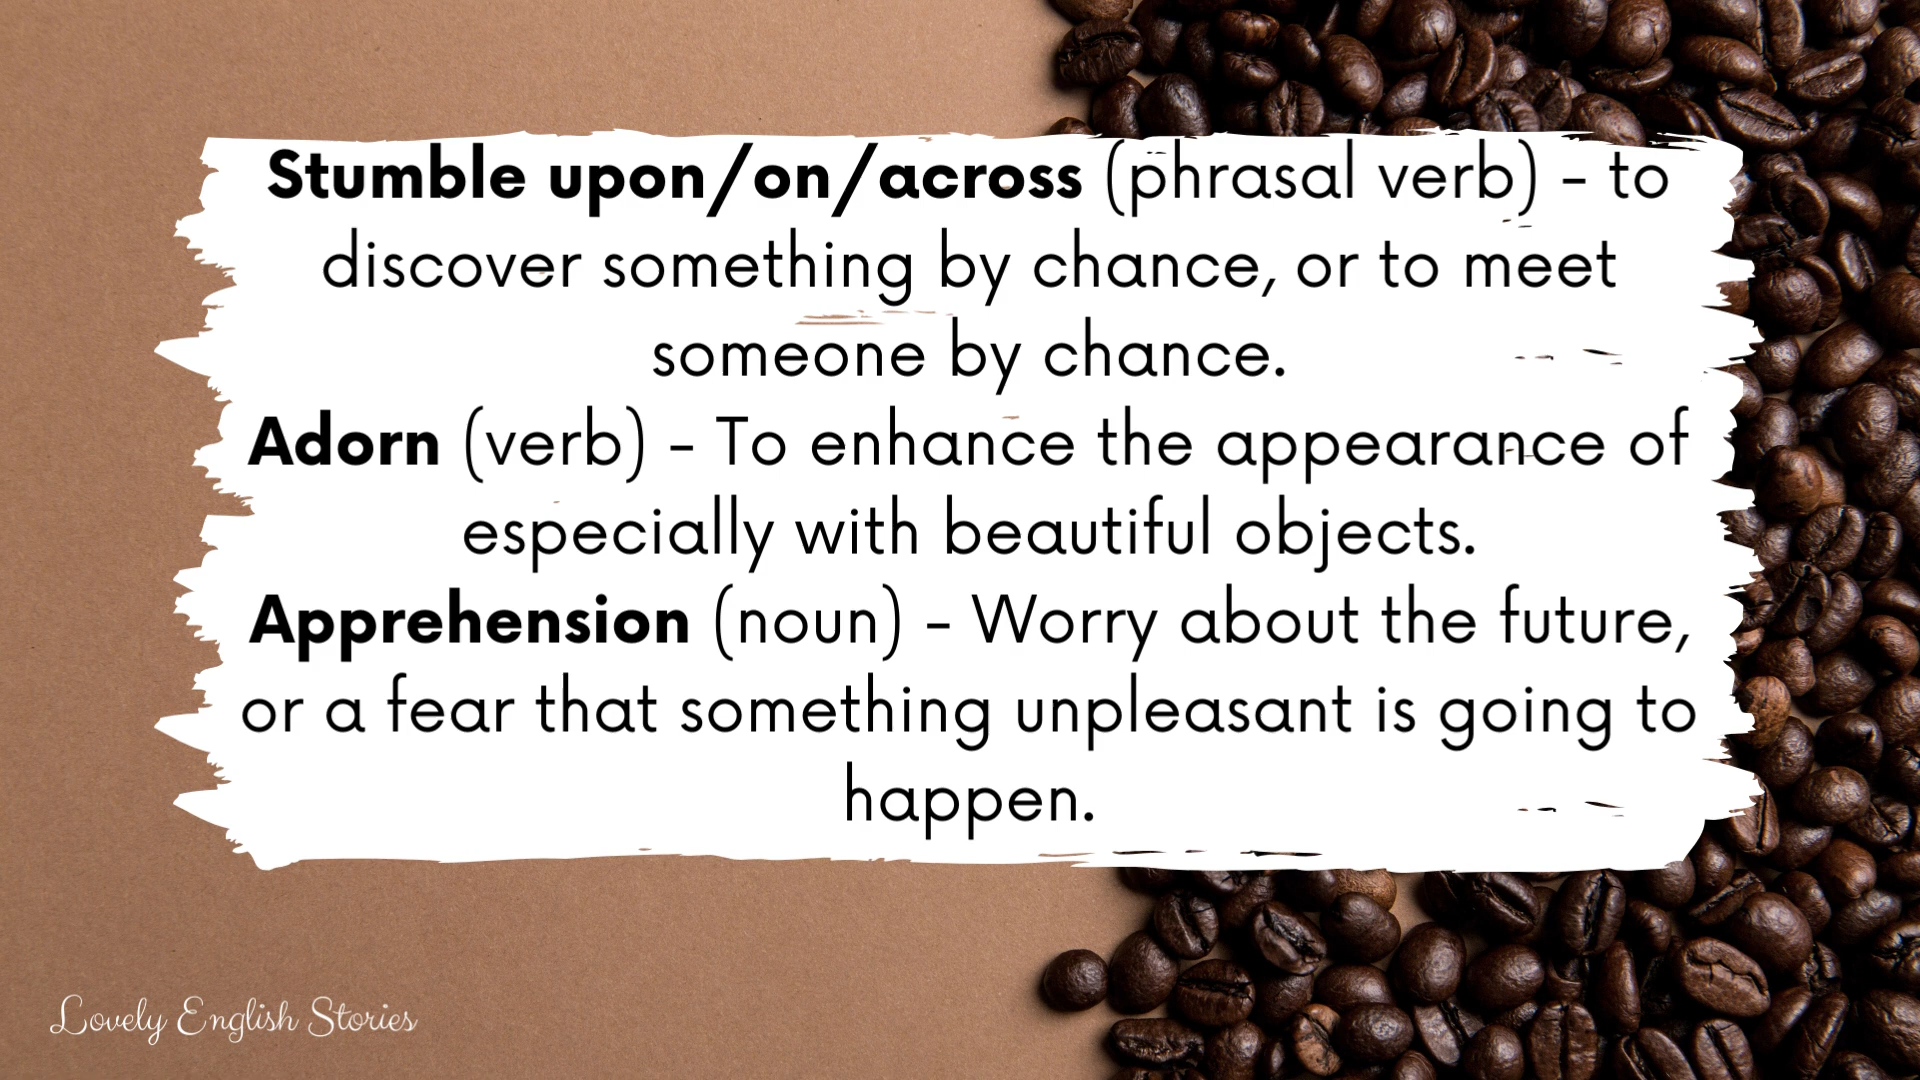 Stumble upon/on/across (phrasal verb) - to
discover something by chance, or to meet
someone by chance.
Adorn (verb) - To enhance the appearance of
especially with beautiful objects.
Apprehension (noun) - Worry about the future,
or a fear that something unpleasant is going to
happen.
Lovely English Stories